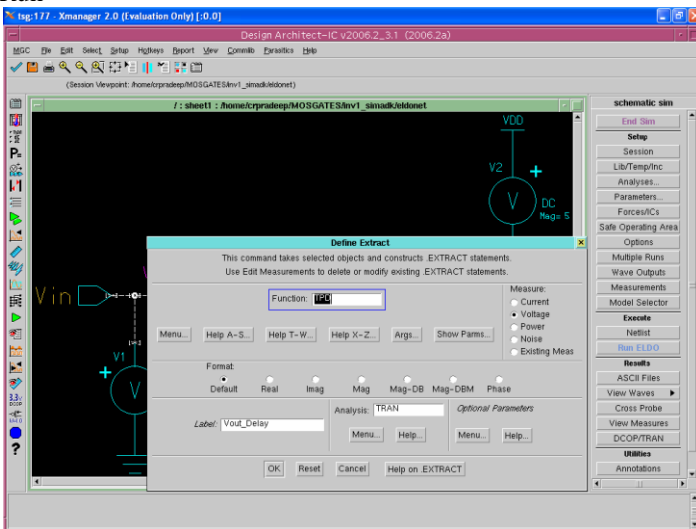 tsg:177 - Xmanager 2.0 (Evaluation Only) [:0.0]
Design Architect-IC v2006.2_3.1 (2006.2a)
MGC File Edit Select Setup Hotkeys Report View Commlib Parasitics Help
(Session Viewpoint: /home/crpradeep/MOSGATES/inv1_simadk/eldonet)
/ : sheet1 : /home/crpradeep/MOSGATES/inv1_simadk/eldonet
schematic sim
End Sim
Setup
Session
Lib/Temp/Inc
Analyses...
Parameters...
Forces/ICs
Safe Operating Area
Options
Multiple Runs
Wave Outputs
Measurements
Model Selector
Execute
Netlist
Run ELDO
Results
ASCII Files
View Waves
Cross Probe
View Measures
DCOP/TRAN
Utilities
Annotations
VDD
V2
V
DC
Mag= 5
Vin
V1
V
Define Extract
This command takes selected objects and constructs .EXTRACT statements.
Use Edit Measurements to delete or modify existing .EXTRACT statements.
Function: TPD
Measure:
Current
Voltage
Power
Noise
Existing Meas
Menu... Help A-S... Help T-W... Help X-Z... Args... Show Parms...
Format:
Default Real Imag Mag Mag-DB Mag-DBM Phase
Label: Vout_Delay
Analysis: TRAN
Menu... Help...
Optional Parameters
Menu... Help...
OK Reset Cancel Help on .EXTRACT